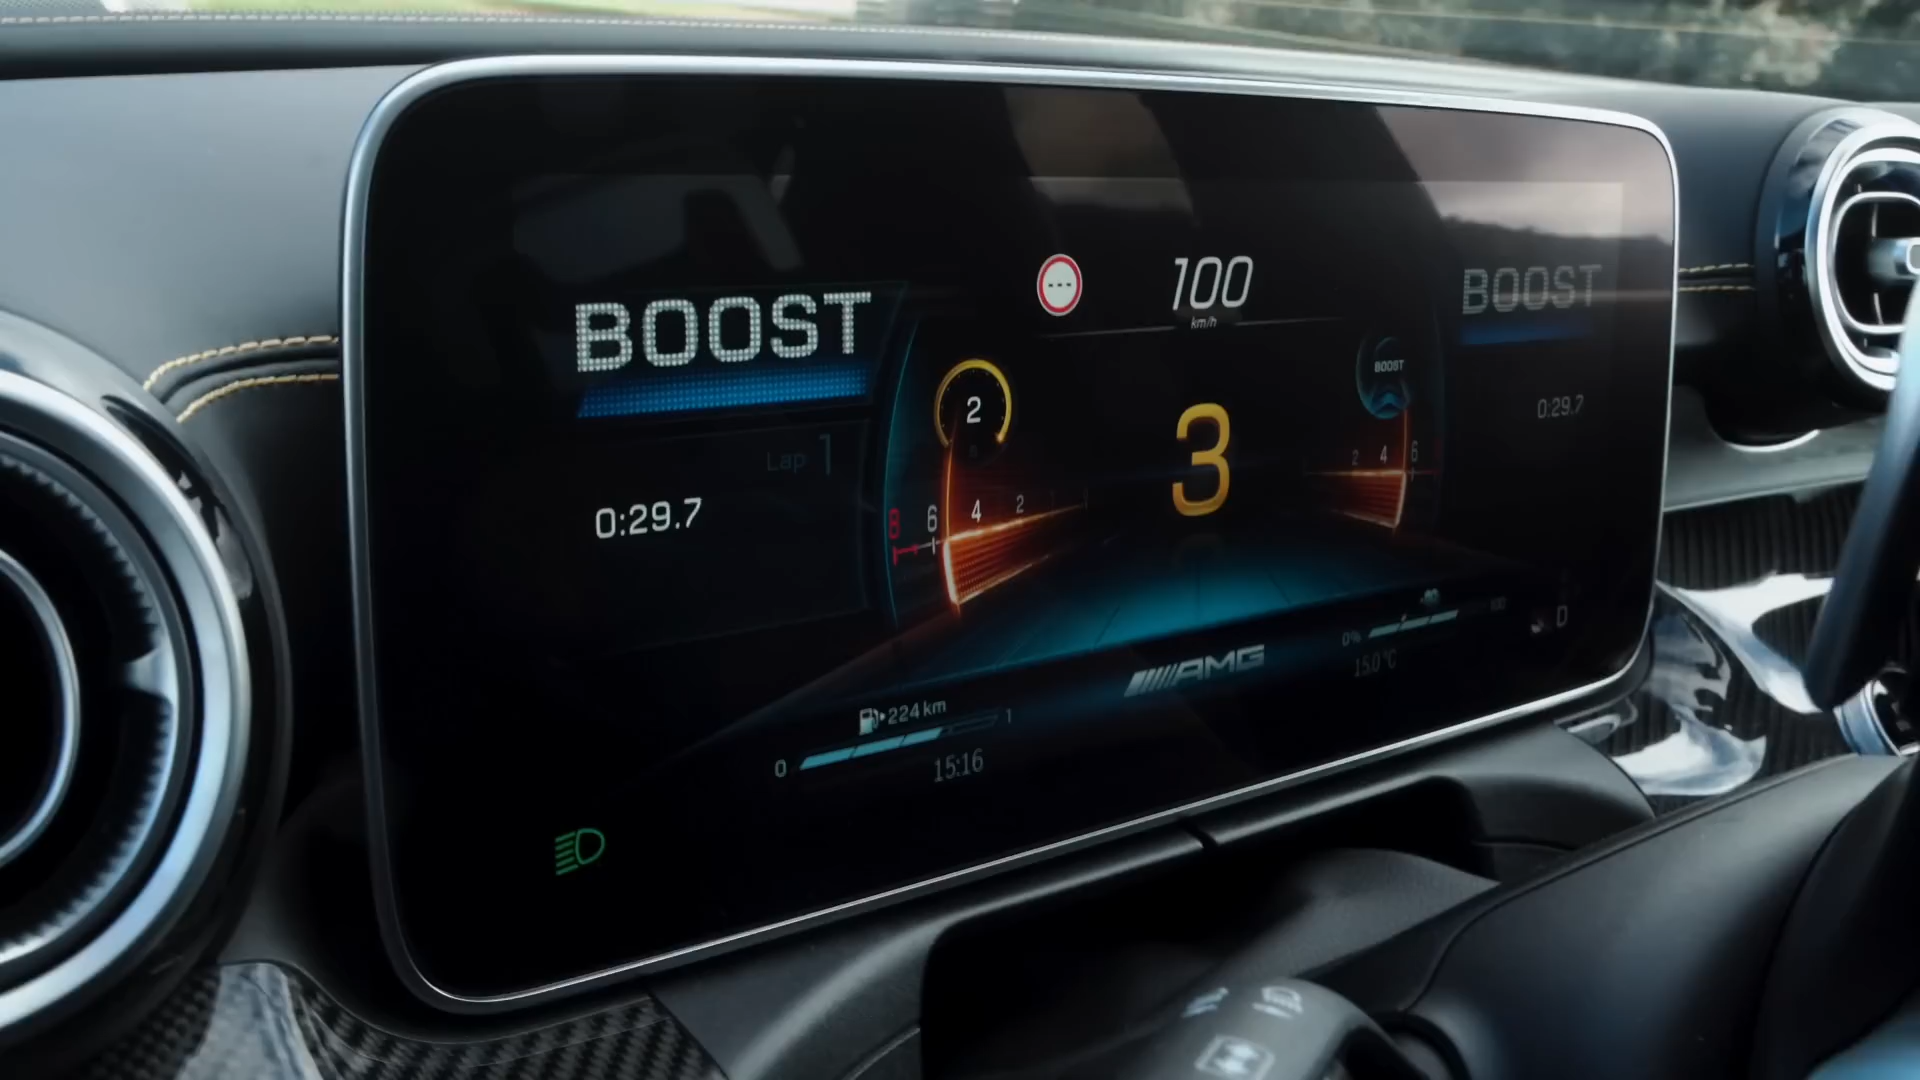 100
km/h
BOOST
BOOST
BOOST
2
3
Lap 1
0:29.7
0:29.7
8 6 4 2
2 4 6
AMG
0%
100
D
15.0 °C
224 km
0
1
15:16